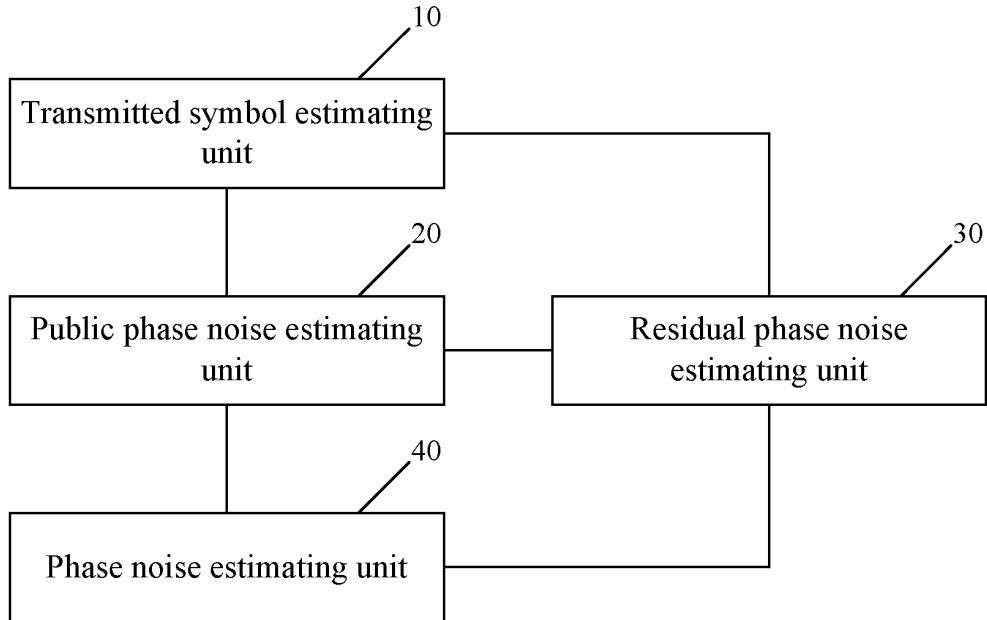 10
Transmitted symbol estimating
unit
20
Public phase noise estimating
unit
30
Residual phase noise
estimating unit
40
Phase noise estimating unit